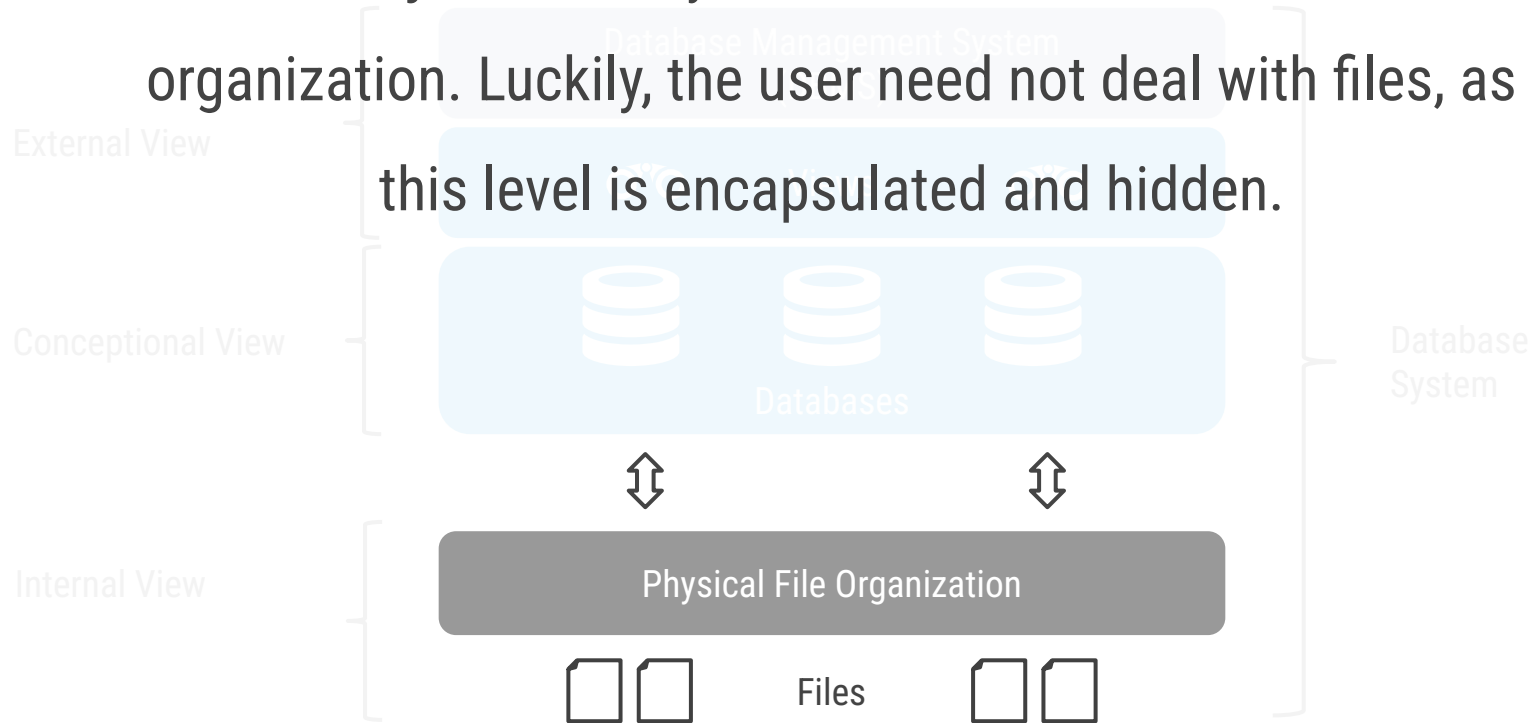 Database Management System
organization. Luckily, the user need not deal with files, as
External View
this level is encapsulated and hidden.
Conceptional View
Database
System
Databases
Internal View
Physical File Organization
Files